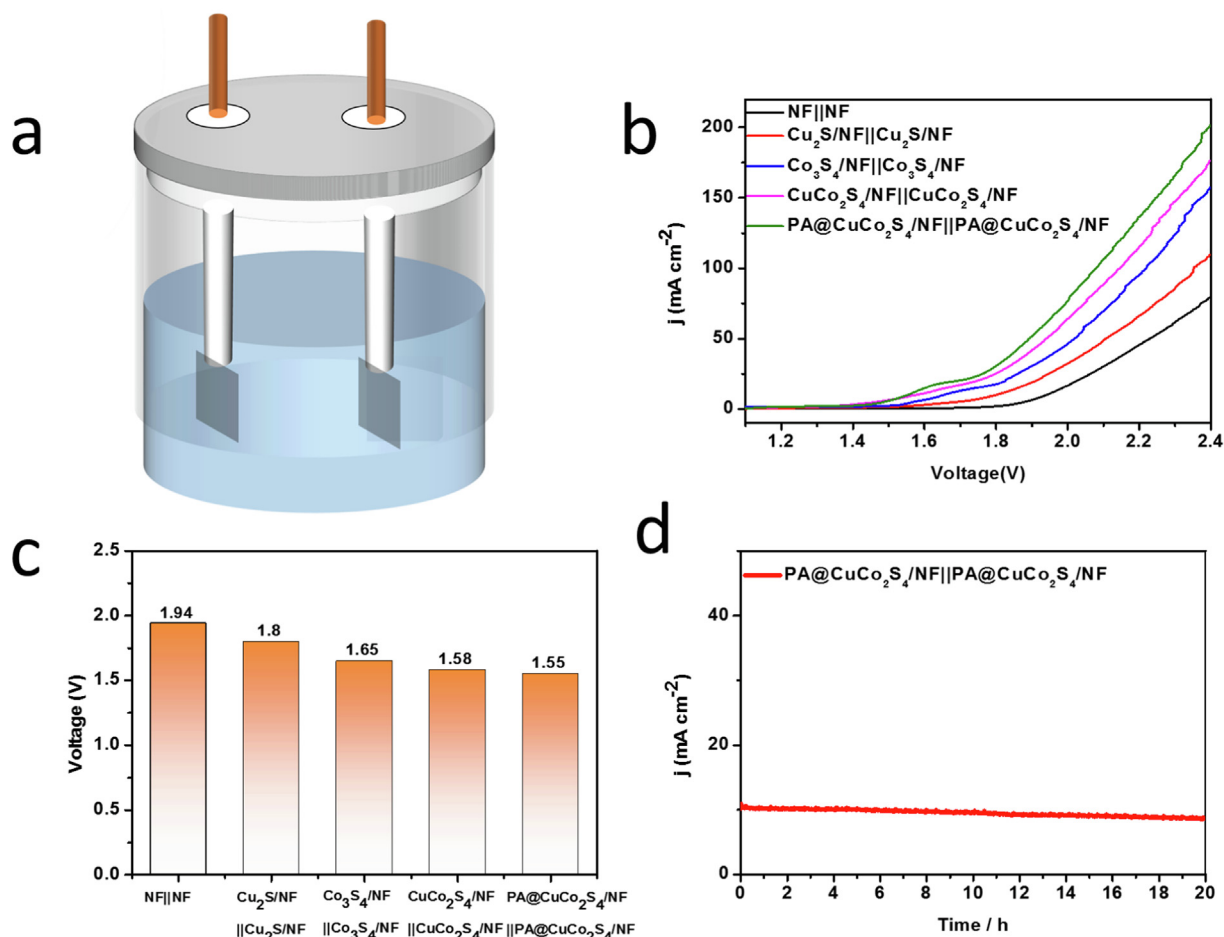 a
b
NF||NF
Cu₂S/NF||Cu₂S/NF
Co₃S₄/NF||Co₃S₄/NF
CuCo₂S₄/NF||CuCo₂S₄/NF
PA@CuCo₂S₄/NF||PA@CuCo₂S₄/NF
200
150
100
50
0
j (mA cm⁻²)
1.2 1.4 1.6 1.8 2.0 2.2 2.4
Voltage(V)
c
2.5
2.0
1.5
1.0
0.5
0.0
Voltage (V)
1.94 1.8 1.65 1.58 1.55
NF||NF Cu₂S/NF Co₃S₄/NF CuCo₂S₄/NF PA@CuCo₂S₄/NF
||Cu₂S/NF ||Co₃S₄/NF ||CuCo₂S₄/NF ||PA@CuCo₂S₄/NF
d
PA@CuCo₂S₄/NF||PA@CuCo₂S₄/NF
40
20
0
j (mA cm⁻²)
0 2 4 6 8 10 12 14 16 18 20
Time / h